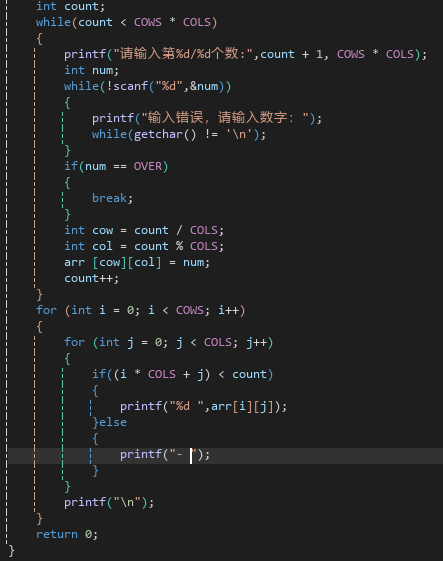 int count;
while(count < COWS * COLS)
{
printf("请输入第%d/%d个数:",count + 1, COWS * COLS);
int num;
while(!scanf("%d",&num))
{
printf("输入错误, 请输入数字: ");
while(getchar() != '\n');
}
if(num == OVER)
{
break;
}
int cow = count / COLS;
int col = count % COLS;
arr [cow][col] = num;
count++;
}
for (int i = 0; i < COWS; i++)
{
for (int j = 0; j < COLS; j++)
{
if((i * COLS + j) < count)
{
printf("%d ",arr[i][j]);
}else
{
printf("- ");
}
}
printf("\n");
}
return 0;
}